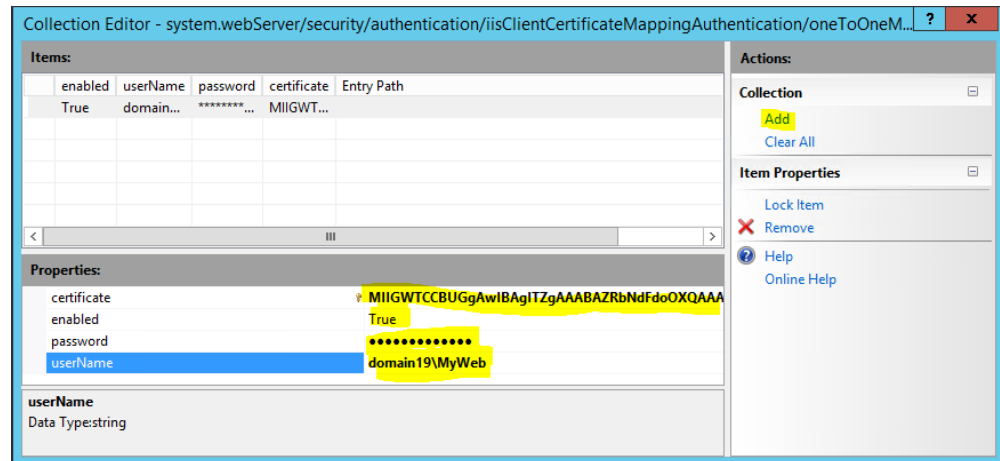 Collection Editor - system.webServer/security/authentication/iisClientCertificateMappingAuthentication/oneToOneM... ? x
Items:
enabled userName password certificate Entry Path
True domain... ********... MIIGWT...
Properties:
certificate MIIGWTCCBUGgAwIBAgITZgAAABAZRbNdFdoOXQAAA
enabled True
password ●●●●●●●●●●●●●
userName domain19\MyWeb
userName
Data Type:string
Actions:
Collection
Add
Clear All
Item Properties
Lock Item
Remove
Help
Online Help